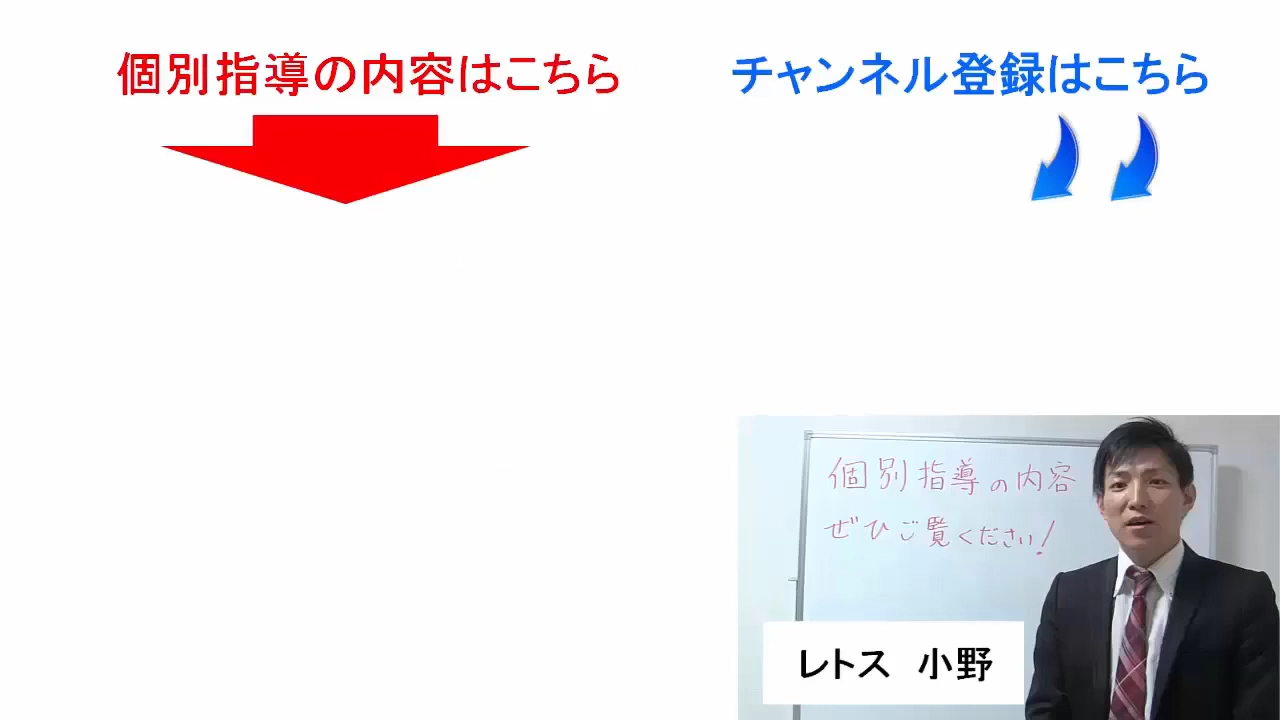 個別指導の内容はこちら
チャンネル登録はこちら
個別指導の内容
ぜひご覧ください!
レトス 小野